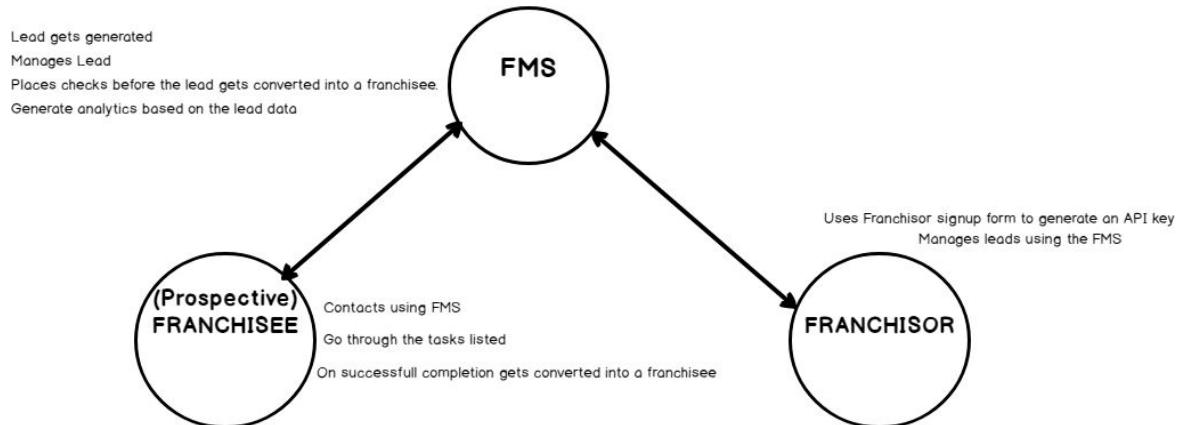 Lead gets generated
Manages Lead
Places checks before the lead gets converted into a franchisee.
Generate analytics based on the lead data
FMS
Uses Franchisor signup form to generate an API key
Manages leads using the FMS
(Prospective)
FRANCHISEE
Contacts using FMS
Go through the tasks listed
On successfull completion gets converted into a franchisee
FRANCHISOR